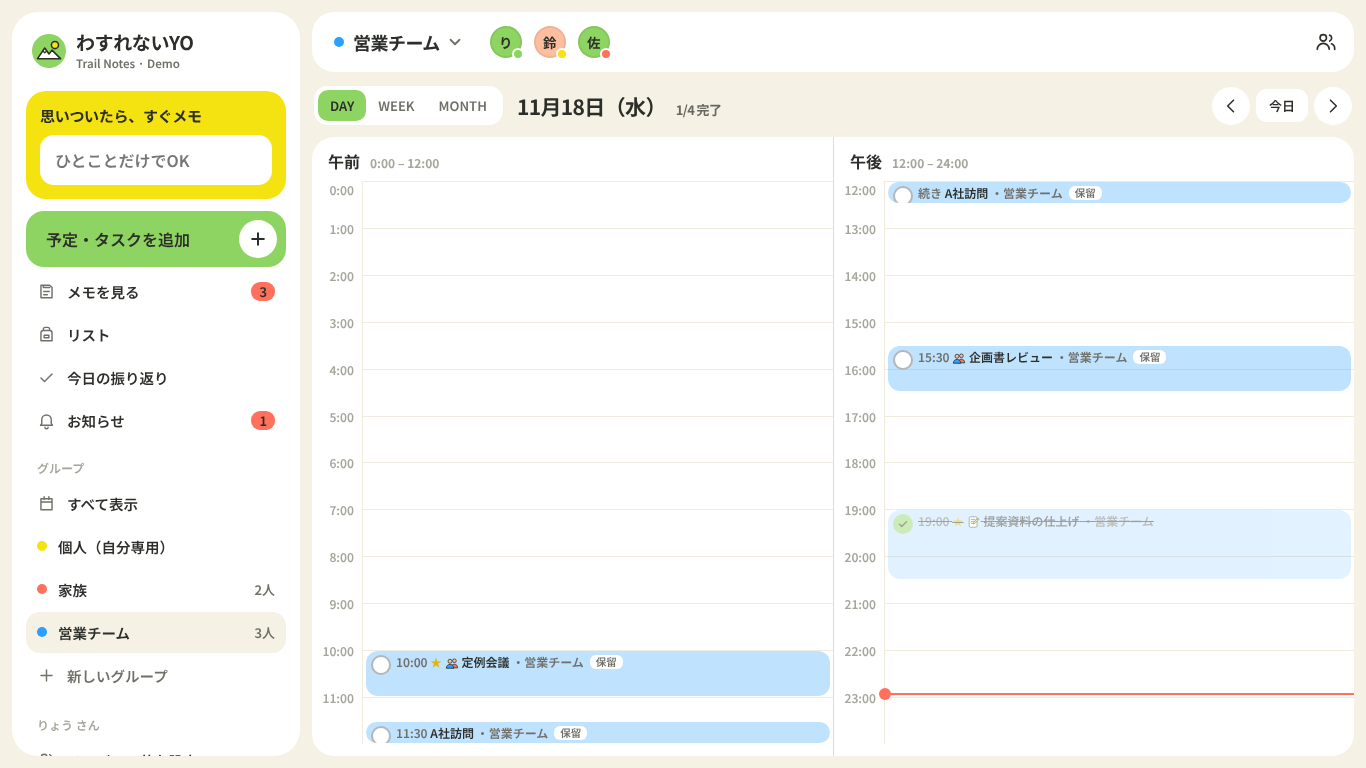 わすれないYO
Trail Notes · Demo
思いついたら、すぐメモ
ひとことだけでOK
予定・タスクを追加
メモを見る 3
リスト
今日の振り返り
お知らせ 1
グループ
すべて表示
個人（自分専用）
家族 2人
営業チーム 3人
新しいグループ
りょう さん
営業チーム り 鈴 佐
DAY WEEK MONTH 11月18日（水） 1/4 完了 今日
午前 0:00 – 12:00
0:00
1:00
2:00
3:00
4:00
5:00
6:00
7:00
8:00
9:00
10:00
10:00 ★ 定例会議 ・営業チーム 保留
11:00
11:30 A社訪問 ・営業チーム 保留
午後 12:00 – 24:00
12:00
続き A社訪問 ・営業チーム 保留
13:00
14:00
15:00
15:30 企画書レビュー ・営業チーム 保留
16:00
17:00
18:00
19:00
19:00 ★ 提案資料の仕上げ ・営業チーム
20:00
21:00
22:00
23:00